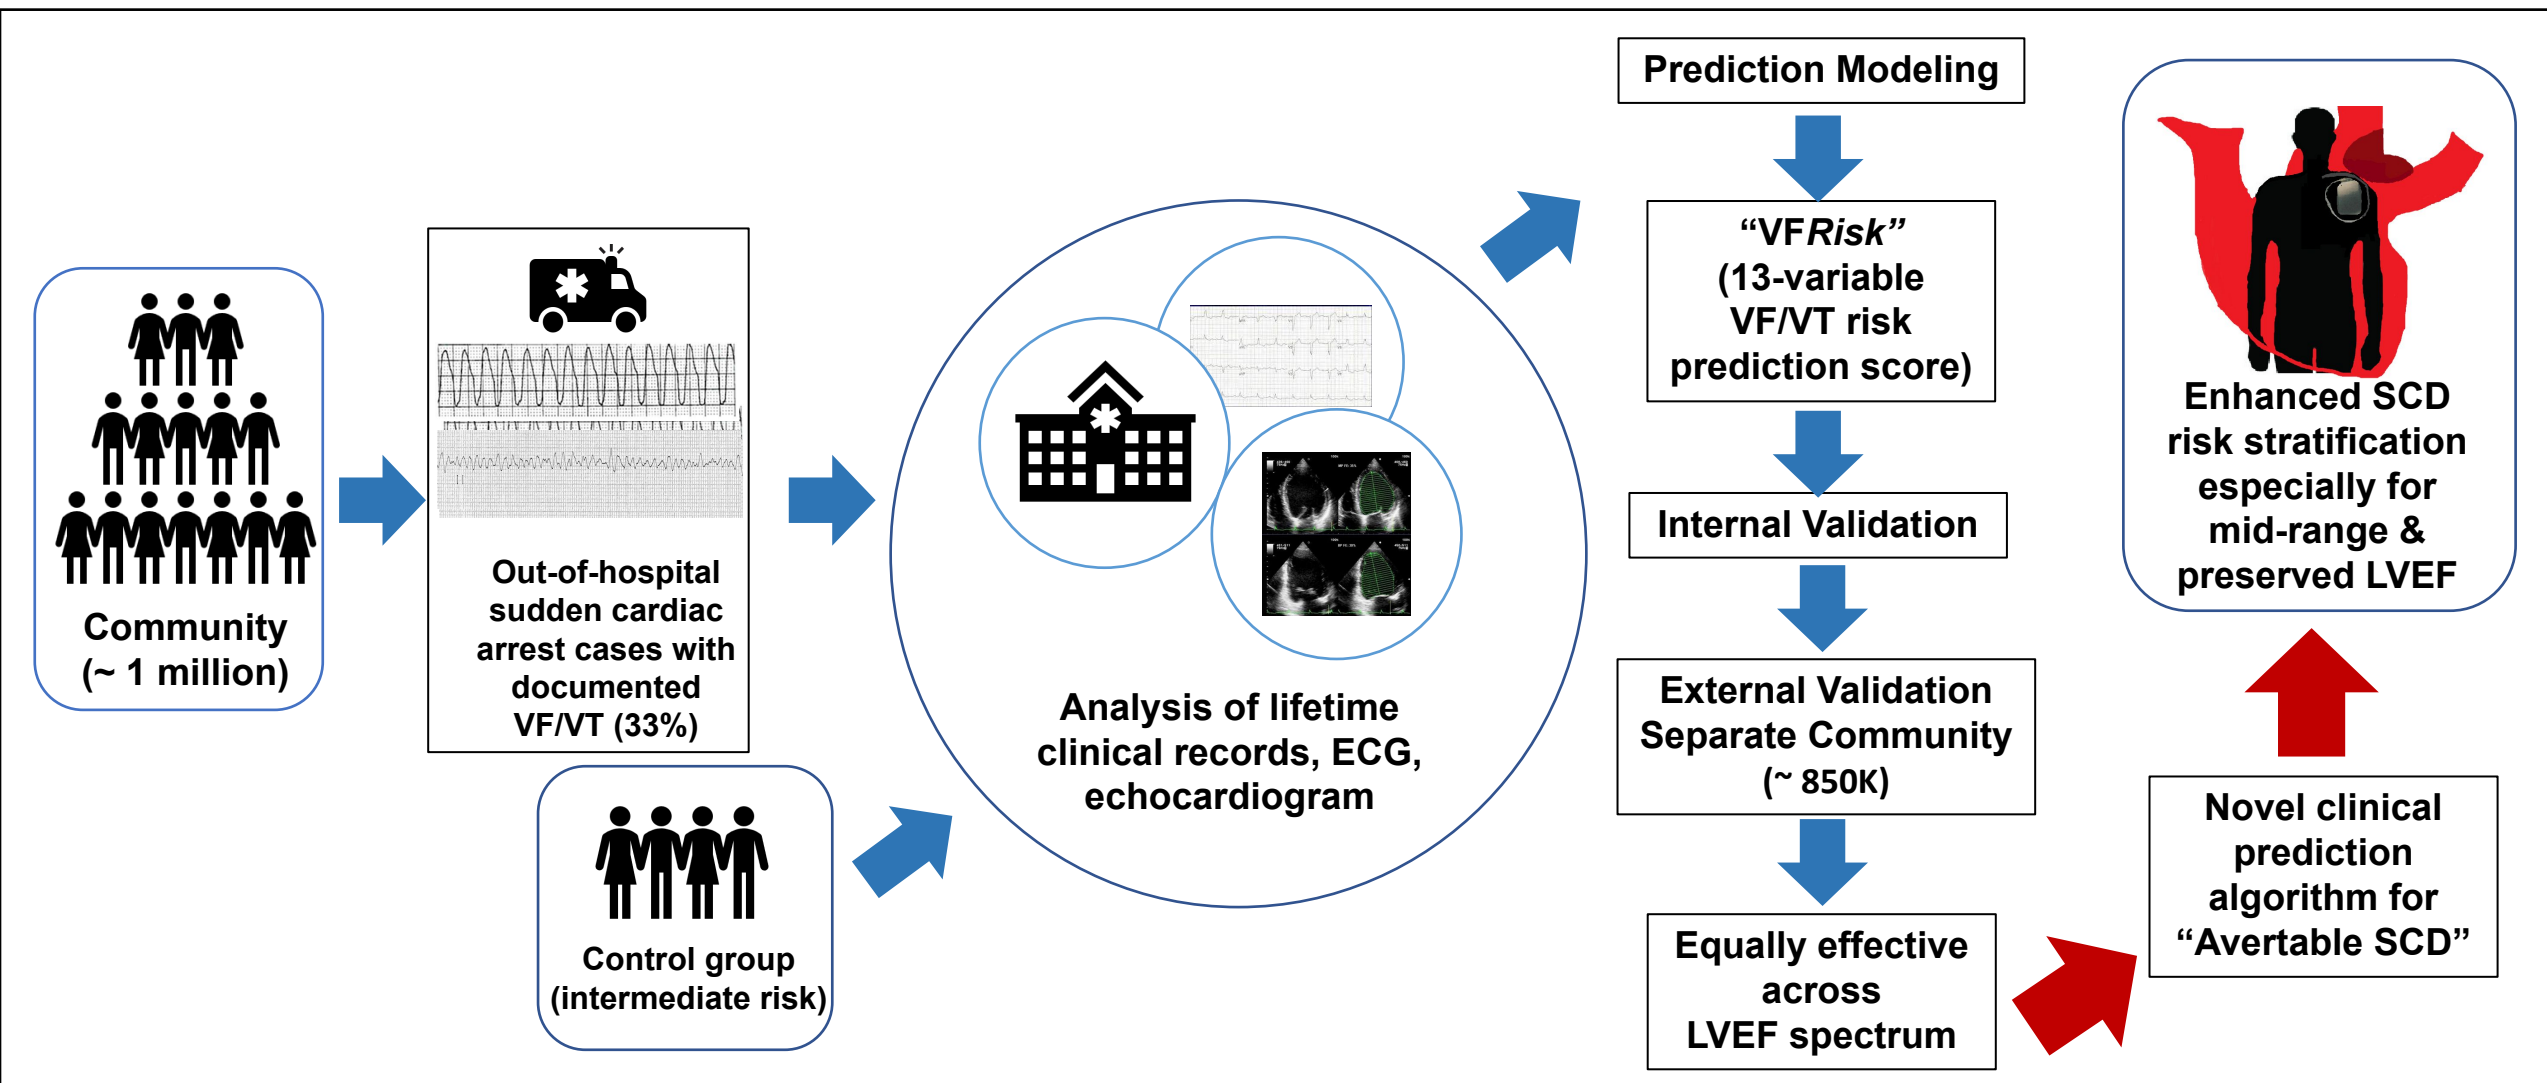 Community
(~ 1 million)
Out-of-hospital
sudden cardiac
arrest cases with
documented
VF/VT (33%)
Control group
(intermediate risk)
Analysis of lifetime
clinical records, ECG,
echocardiogram
Prediction Modeling
“VFRisk”
(13-variable
VF/VT risk
prediction score)
Internal Validation
External Validation
Separate Community
(~ 850K)
Equally effective
across
LVEF spectrum
Novel clinical
prediction
algorithm for
“Avertable SCD”
Enhanced SCD
risk stratification
especially for
mid-range &
preserved LVEF